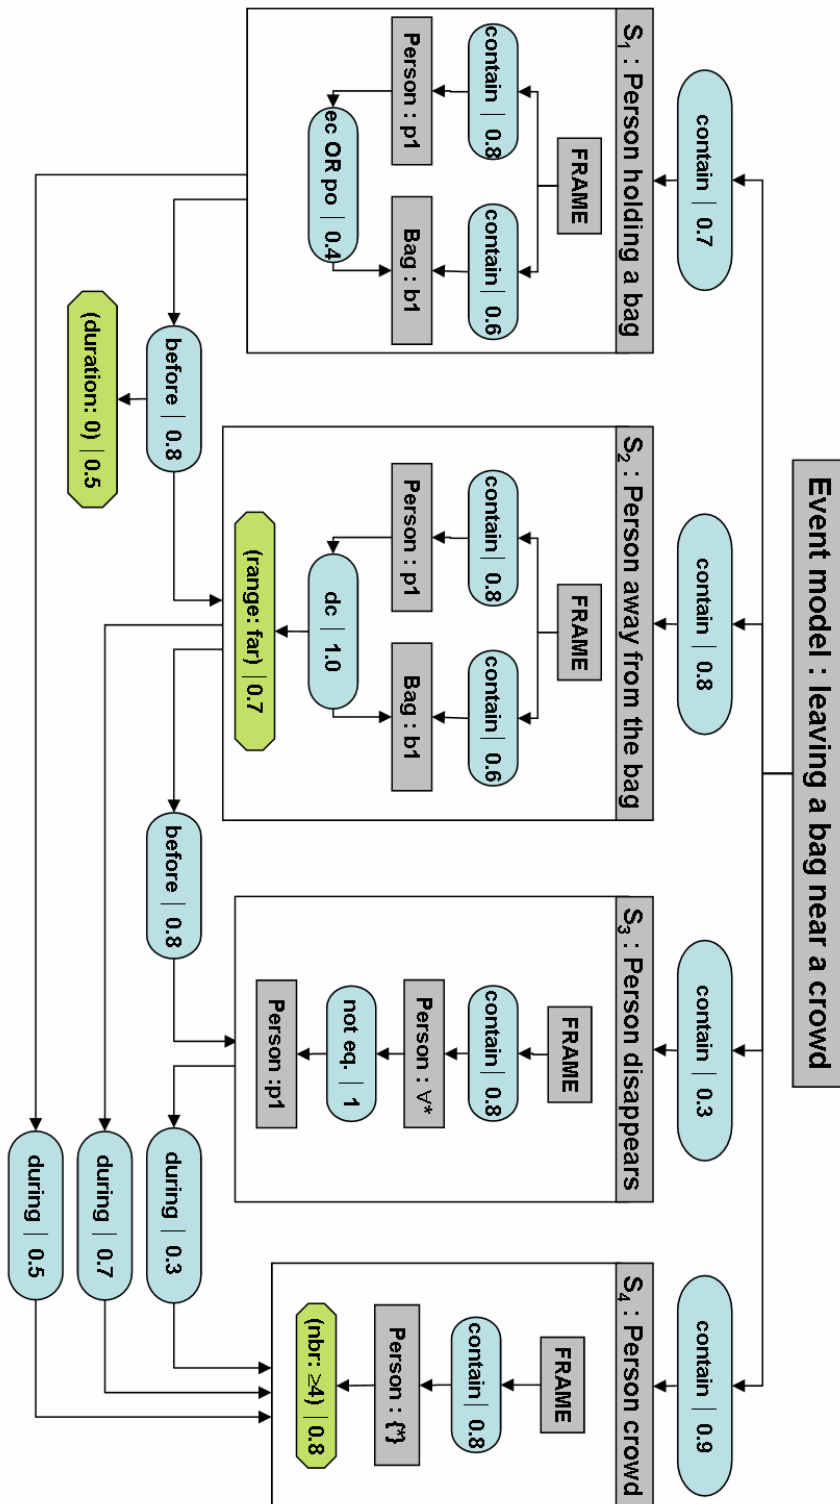 Event model : leaving a bag near a crowd
contain | 0.7
contain | 0.8
contain | 0.3
contain | 0.9
S₁ : Person holding a bag
FRAME
contain | 0.8
contain | 0.6
Person : p1
Bag : b1
ec OR po | 0.4
S₂ : Person away from the bag
FRAME
contain | 0.8
contain | 0.6
Person : p1
Bag : b1
dc | 1.0
(range: far) | 0.7
S₃ : Person disappears
FRAME
contain | 0.8
Person : ∀*
not eq. | 1
Person :p1
S₄ : Person crowd
FRAME
contain | 0.8
Person : {*}
(nbr: ≥4) | 0.8
before | 0.8
before | 0.8
during | 0.3
(duration: 0) | 0.5
during | 0.7
during | 0.5